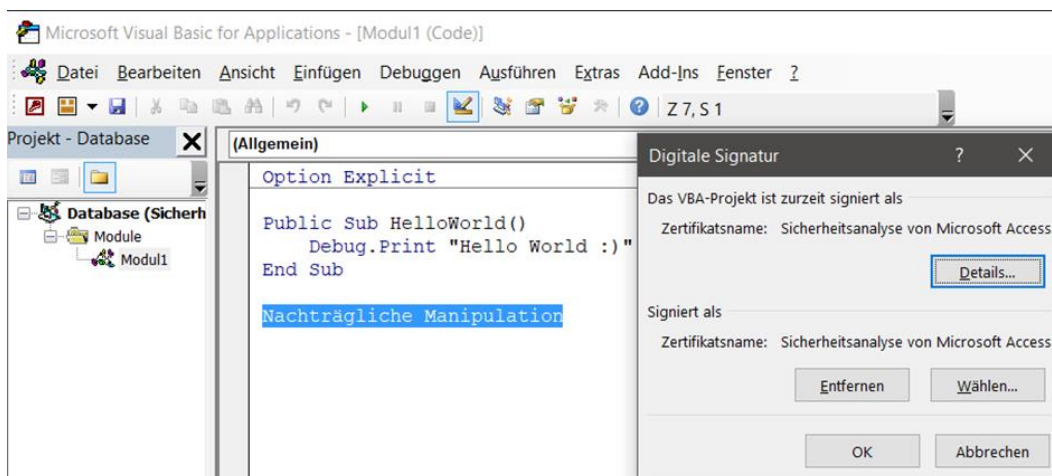 Microsoft Visual Basic for Applications - [Modul1 (Code)]
Datei Bearbeiten Ansicht Einfügen Debuggen Ausführen Extras Add-Ins Fenster ?
Z 7, S 1
Projekt - Database
(Allgemein)
Database (Sicherh
Module
Modul1
Option Explicit
Public Sub HelloWorld()
Debug.Print "Hello World :)"
End Sub
Nachträgliche Manipulation
Digitale Signatur ?
Das VBA-Projekt ist zurzeit signiert als
Zertifikatsname: Sicherheitsanalyse von Microsoft Access
Details...
Signiert als
Zertifikatsname: Sicherheitsanalyse von Microsoft Access
Entfernen Wählen...
OK Abbrechen